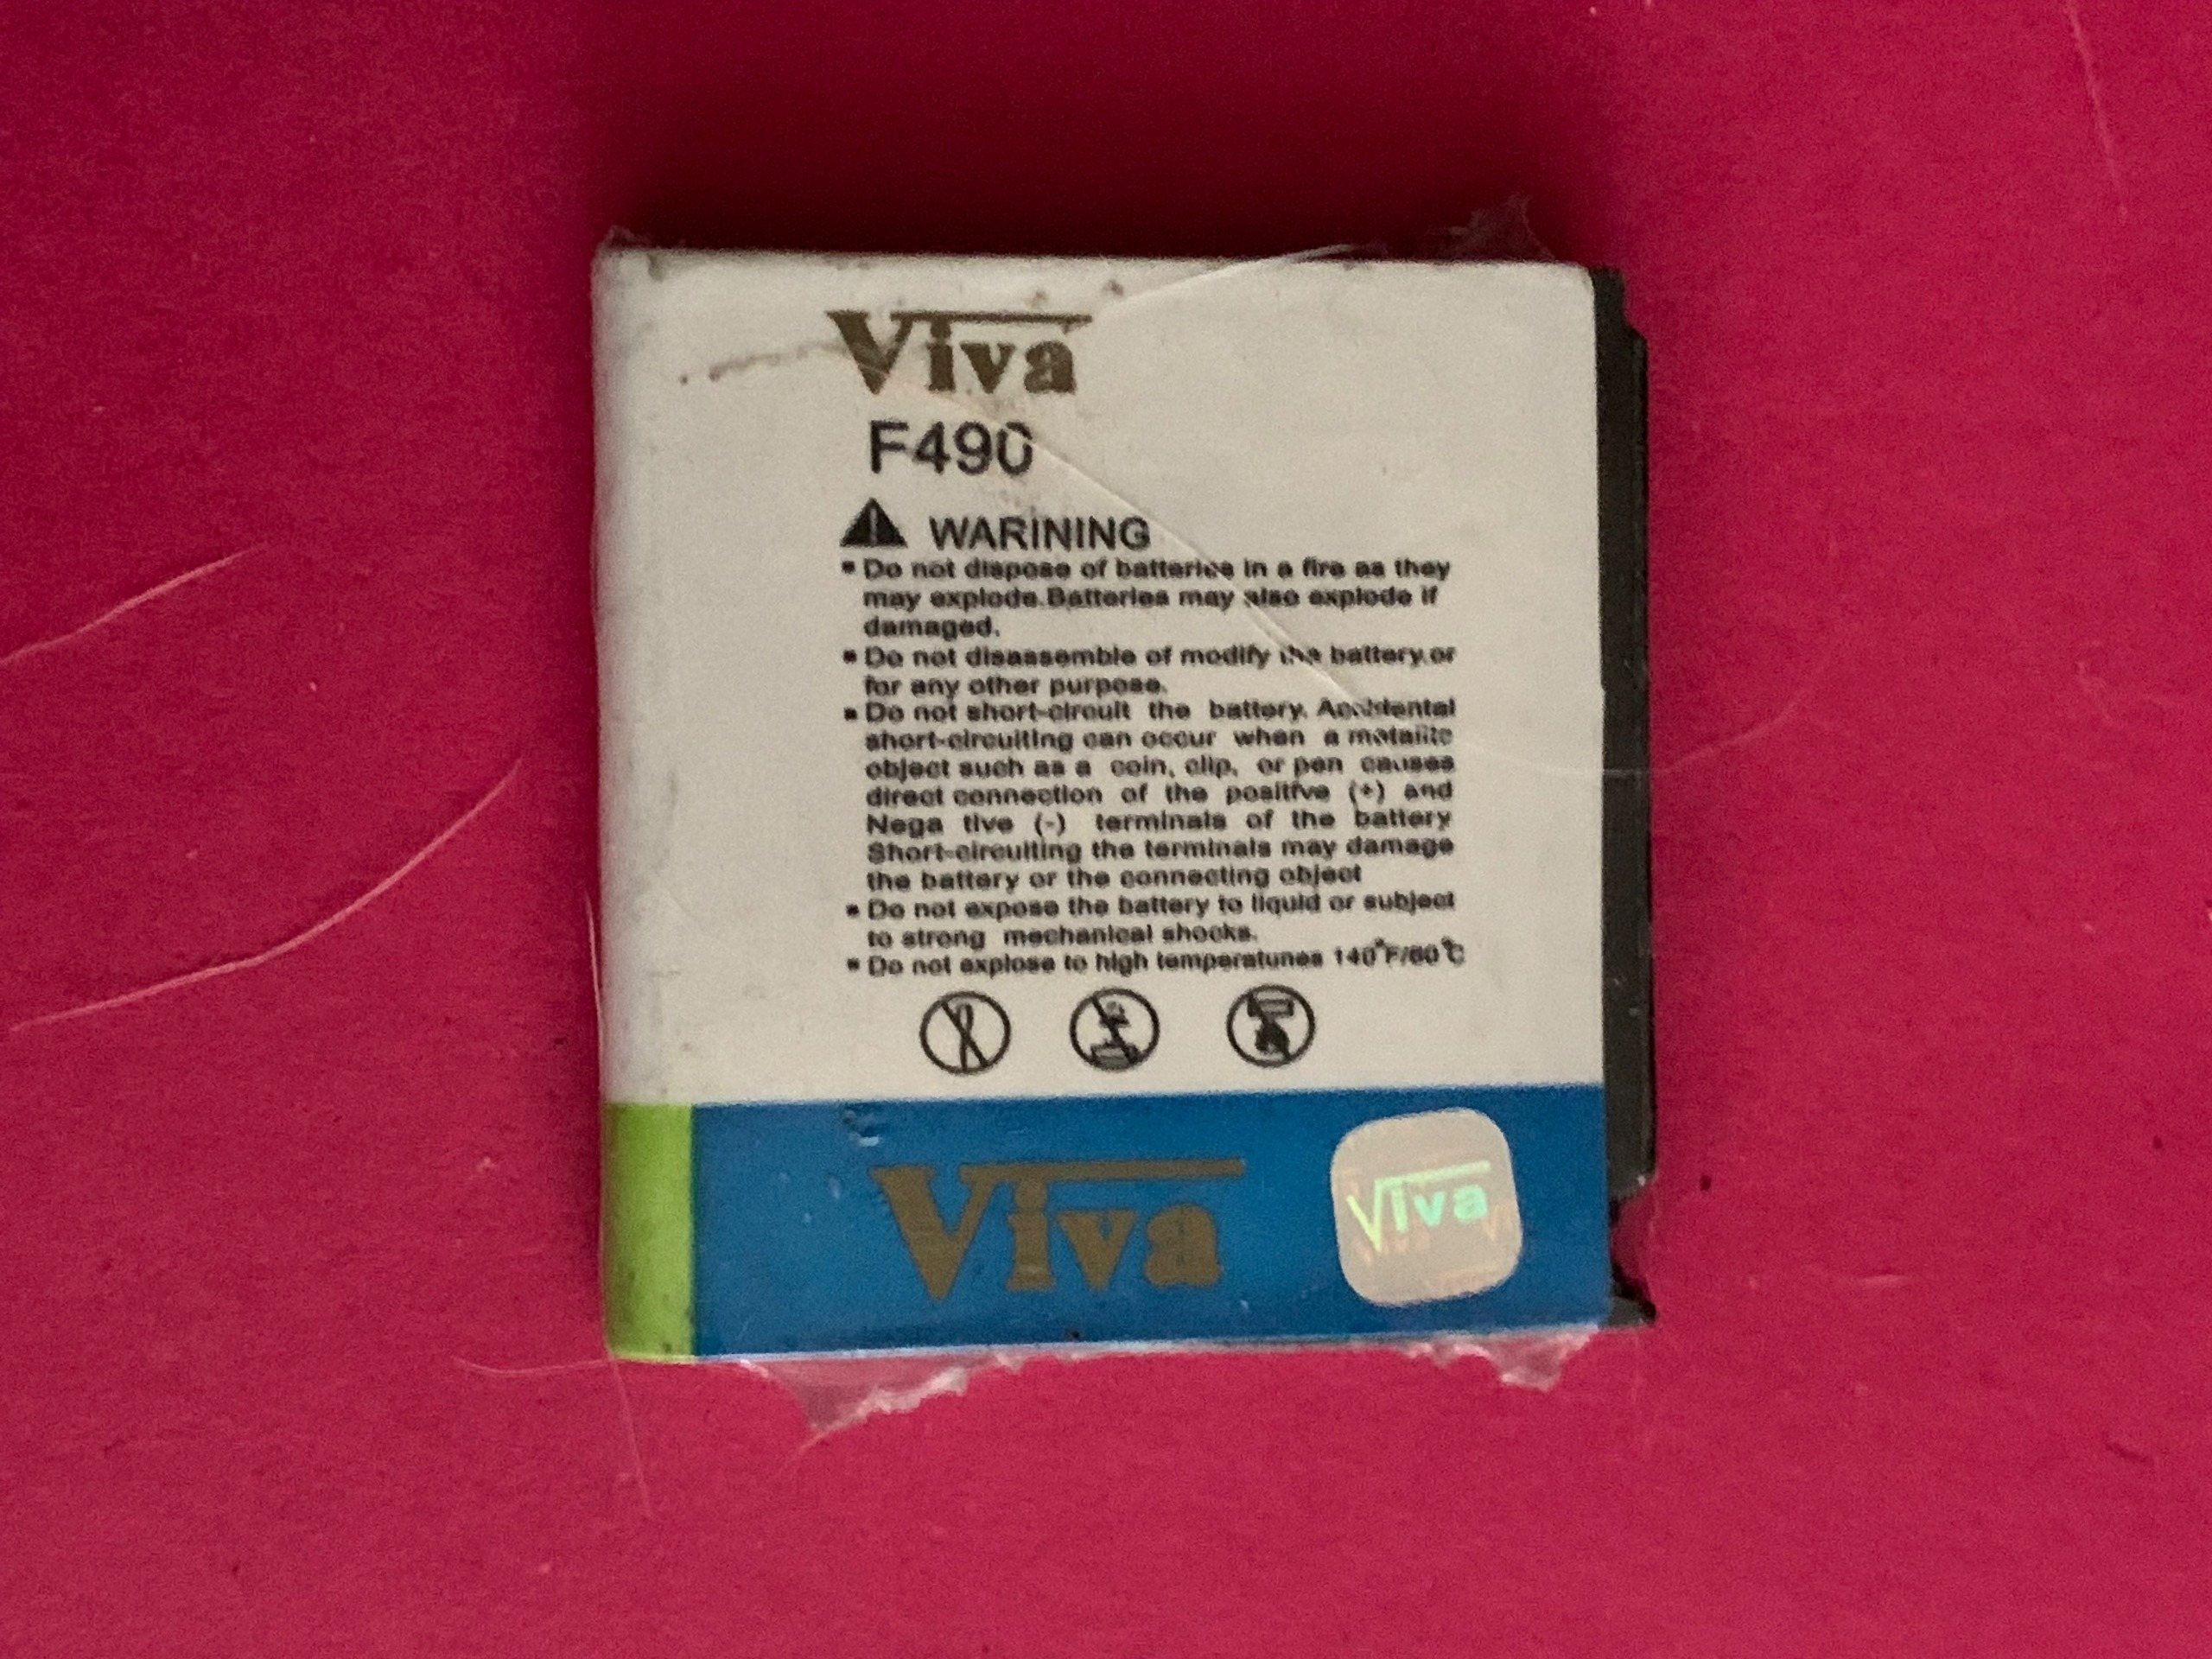 Viva
F490
WARINING
▪ Do not dispose of batteries in a fire as they
may explode.Batteries may also explode if
damaged.
▪ Do not disassemble of modify the battery.or
for any other purpose.
▪ Do not short-circuit the battery. Accidental
short-circuiting can occur when a metallic
object such as a coin, clip, or pen causes
direct connection of the positive (+) and
Nega tive (-) terminals of the battery
Short-circuiting the terminals may damage
the battery or the connecting object
▪ Do not expose the battery to liquid or subject
to strong mechanical shocks.
▪ Do not explose to high temperatunes 140°F/60°C
Viva
Viva